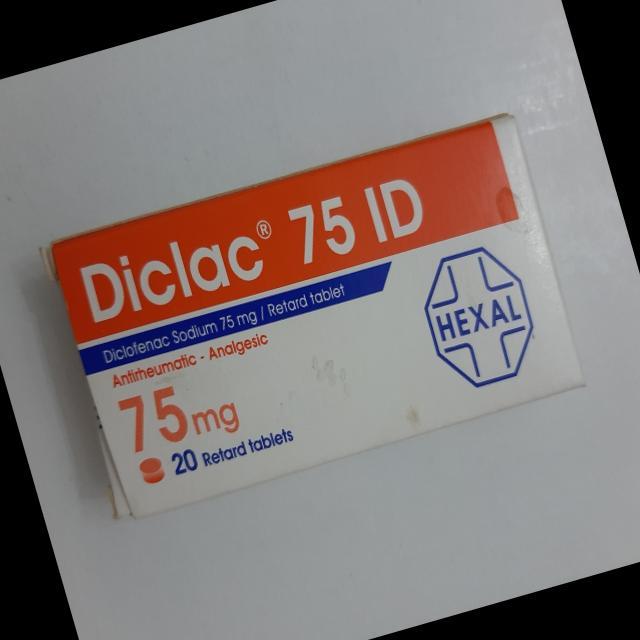 Diclac® 75 ID
Diclofenac Sodium 75 mg / Retard tablet
Antirheumatic - Analgesic
75mg
20 Retard tablets
HEXAL